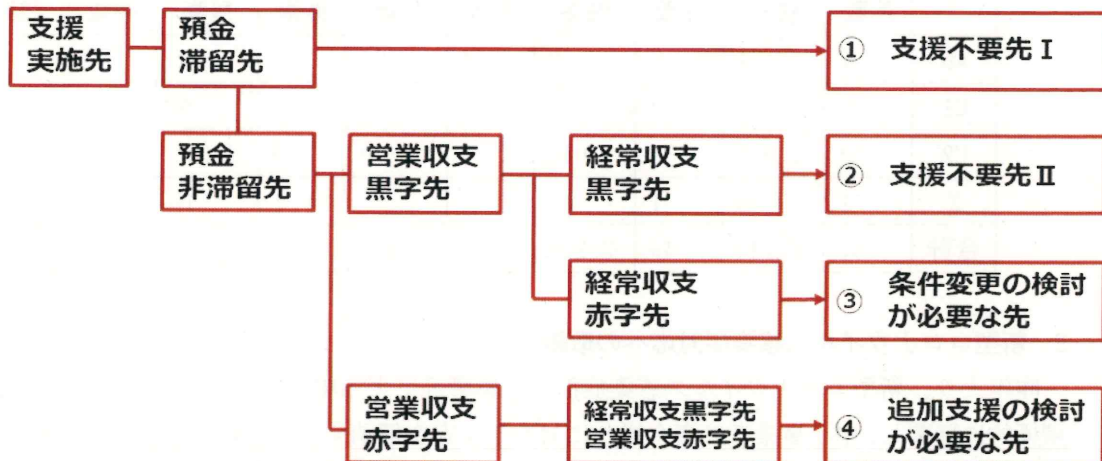 支援
実施先
預金
滞留先
① 支援不要先Ⅰ
預金
非滞留先
営業収支
黒字先
経常収支
黒字先
② 支援不要先Ⅱ
経常収支
赤字先
③ 条件変更の検討
が必要な先
営業収支
赤字先
経常収支黒字先
営業収支赤字先
④ 追加支援の検討
が必要な先